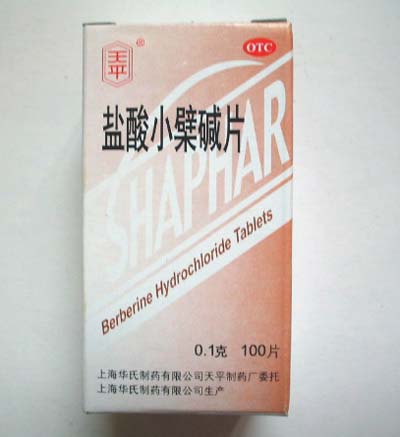 王平®
OTC
盐酸小檗碱片
SHAPHAR
Berberine Hydrochloride Tablets
0.1克 100片
上海华氏制药有限公司天平制药厂委托
上海华氏制药有限公司生产